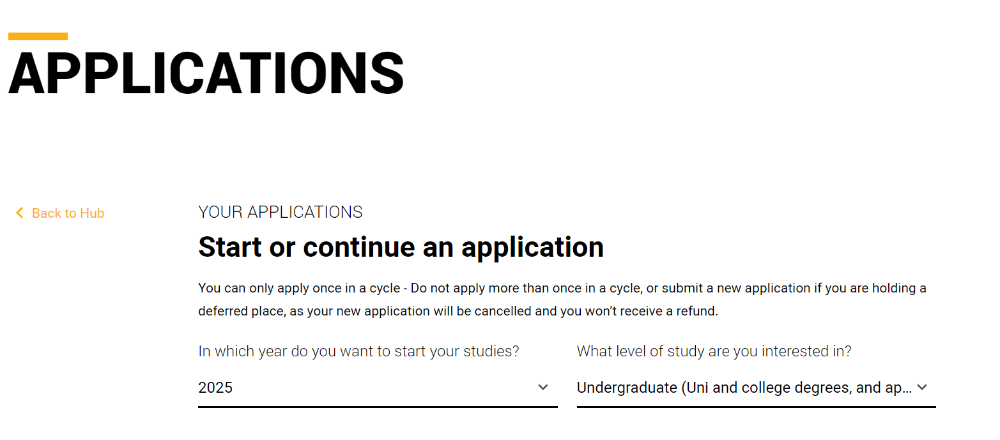 APPLICATIONS
Back to Hub
YOUR APPLICATIONS
Start or continue an application
You can only apply once in a cycle - Do not apply more than once in a cycle, or submit a new application if you are holding a
deferred place, as your new application will be cancelled and you won’t receive a refund.
In which year do you want to start your studies?
What level of study are you interested in?
2025
Undergraduate (Uni and college degrees, and ap...